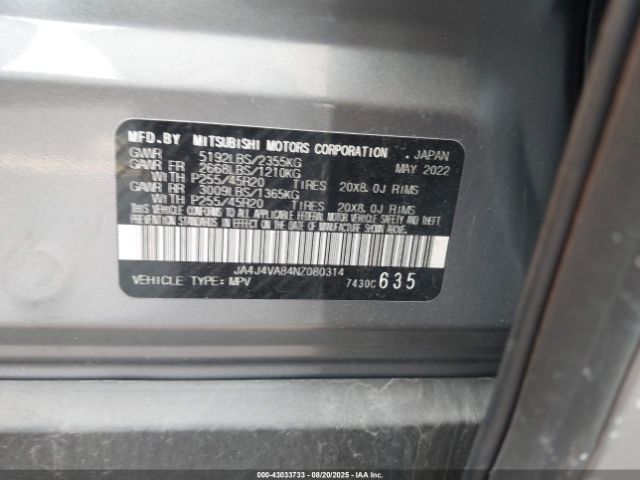 MFD.BY MITSUBISHI MOTORS CORPORATION . JAPAN
GVWR 5192LBS/2355KG MAY 2022
GAWR FR 2668LBS/1210KG
WITH P255/45R20 TIRES 20X8.0J RIMS
GAWR RR 3009LBS/1365KG
WITH P255/45R20 TIRES 20X8.0J RIMS
THIS VEHICLE CONFORMS TO ALL APPLICABLE FEDERAL MOTOR VEHICLE SAFETY AND THEFT
PREVENTION STANDARDS IN EFFECT ON THE DATE OF MANUFACTURE SHOWN ABOVE.
JA4J4VA84NZ080314
VEHICLE TYPE: MPV 7430C 635
000-43033733 - 08/20/2025 - IAAI.COM